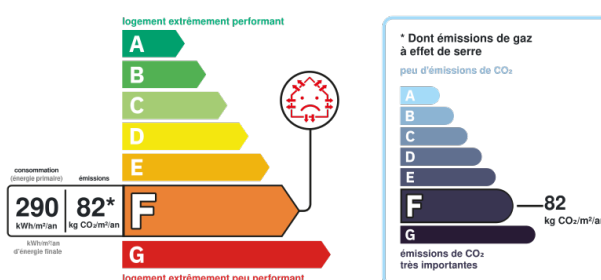 logement extrêmement performant
A
B
C
D
E
consommation
(énergie primaire)
émissions
290
kWh/m²/an
82*
kg CO₂/m²/an
F
kWh/m²/an
d'énergie finale
G
logement extrêmement peu performant
* Dont émissions de gaz
à effet de serre
peu d'émissions de CO₂
A
B
C
D
E
F
82
kg CO₂/m²/an
G
émissions de CO₂
très importantes